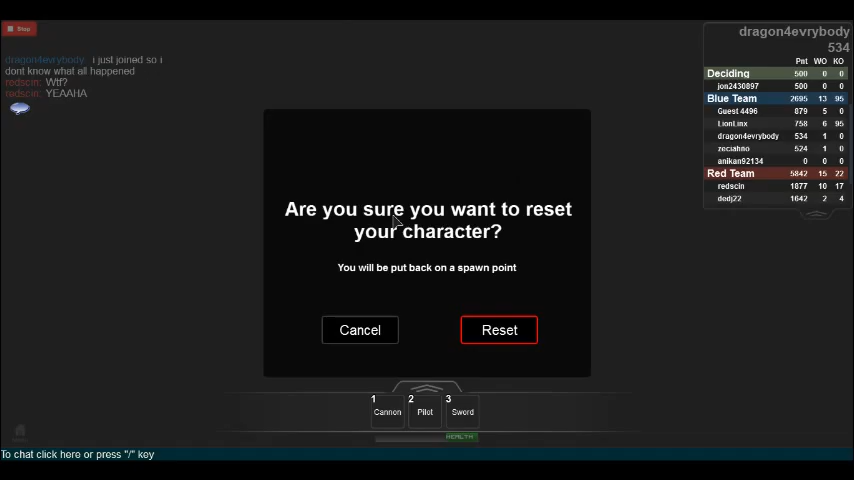 Stop
dragon4evrybody
534
dragon4evrybody i just joined so i
dont know what all happened
redscin: Wtf?
redscin: YEAAHA
Pnt WO KO
Deciding 500 0 0
jon2430897 500 0 0
Blue Team 2695 13 95
Guest 4496 879 5 0
LionLinx 758 6 95
dragon4evrybody 534 1 0
zeciahno 524 1 0
anikan92134 0 0 0
Red Team 5842 15 22
redscin 1877 10 17
dedj22 1642 2 4
Are you sure you want to reset
your character?
You will be put back on a spawn point
Cancel Reset
1 2 3
Cannon Pilot Sword
HEALTH
To chat click here or press "/" key